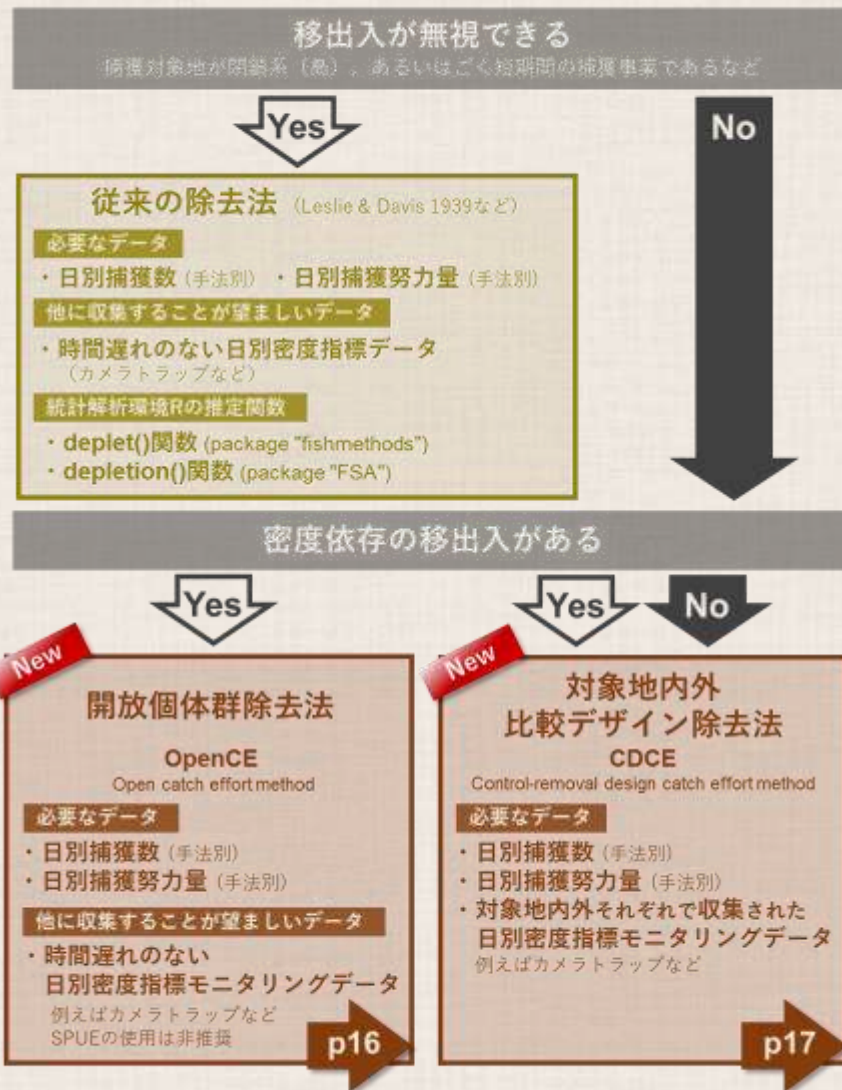 移出入が無視できる
捕獲対象地が閉鎖系（島）、あるいはごく短期間の捕獲事業であるなど
Yes
No
従来の除去法 (Leslie & Davis 1939など)
必要なデータ
・日別捕獲数 (手法別) ・日別捕獲努力量 (手法別)
他に収集することが望ましいデータ
・時間遅れのない日別密度指標データ
（カメラトラップなど）
統計解析環境Rの推定関数
・deplet()関数 (package "fishmethods")
・depletion()関数 (package "FSA")
密度依存の移出入がある
Yes
Yes
No
New
開放個体群除去法
OpenCE
Open catch effort method
必要なデータ
・日別捕獲数 (手法別)
・日別捕獲努力量 (手法別)
他に収集することが望ましいデータ
・時間遅れのない
日別密度指標モニタリングデータ
例えばカメラトラップなど
SPUEの使用は非推奨
p16
New
対象地内外
比較デザイン除去法
CDCE
Control-removal design catch effort method
必要なデータ
・日別捕獲数 (手法別)
・日別捕獲努力量 (手法別)
・対象地内外それぞれで収集された
日別密度指標モニタリングデータ
例えばカメラトラップなど
p17